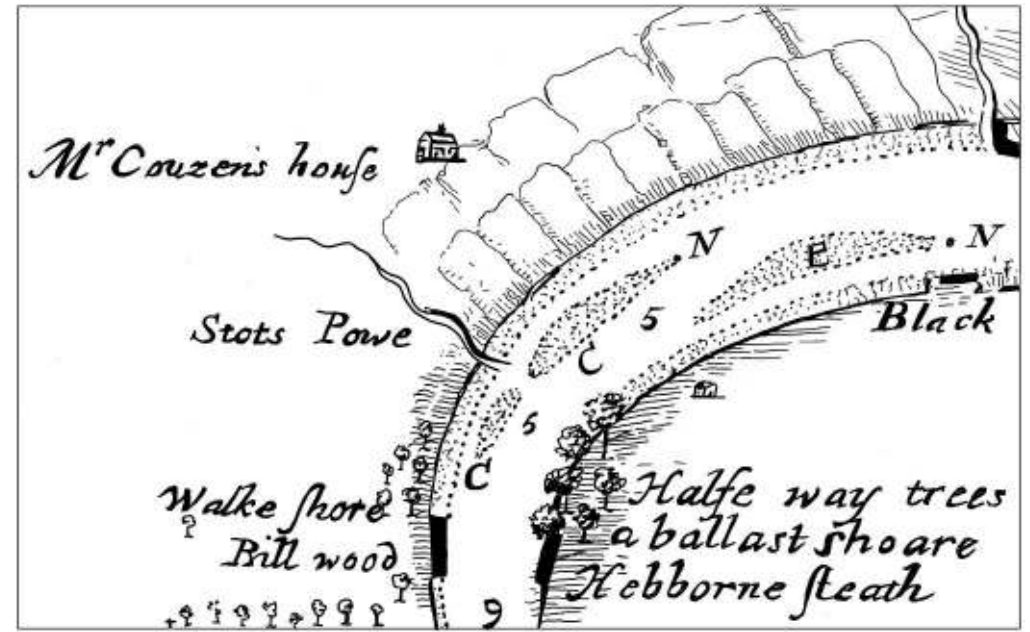 Mr Couzens houſe
N
N
E
5
Black
Stots Powe
C
5
C
Walke ſhore
Bill wood
Halfe way trees
a ballast shoare
Hebborne ſteath
9